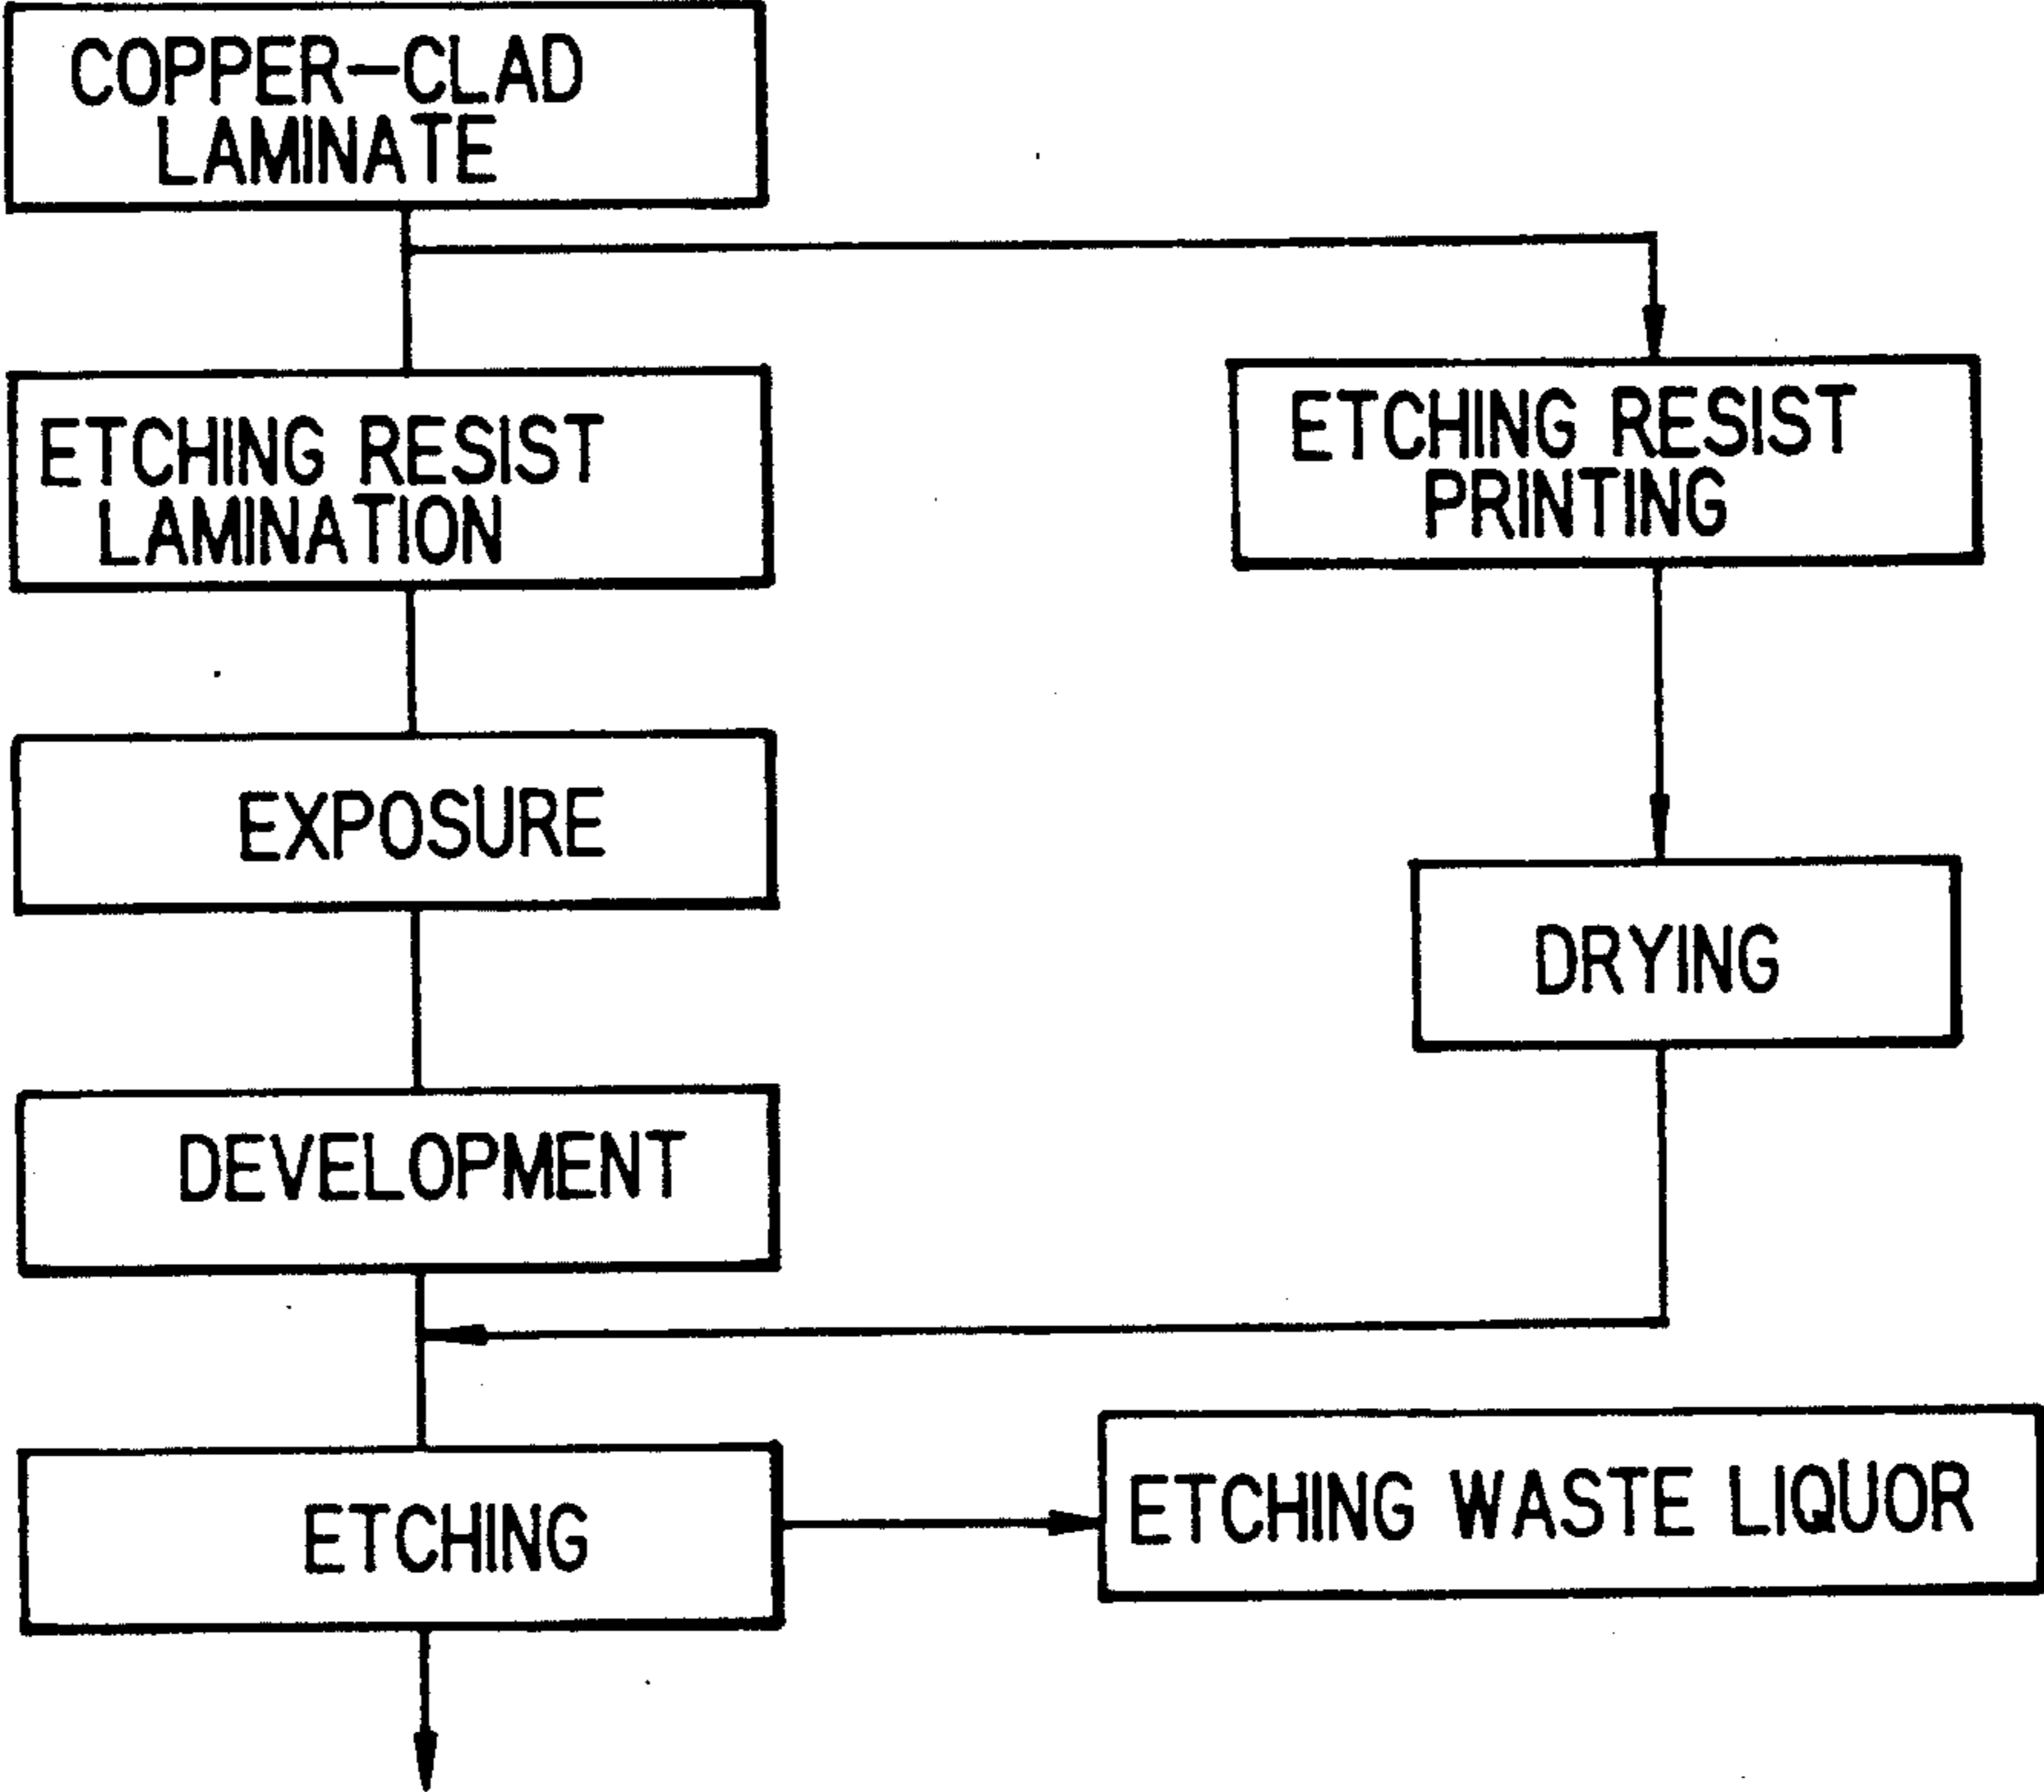 COPPER-CLAD
LAMINATE
ETCHING RESIST
LAMINATION
ETCHING RESIST
PRINTING
EXPOSURE
DRYING
DEVELOPMENT
ETCHING
ETCHING WASTE LIQUOR